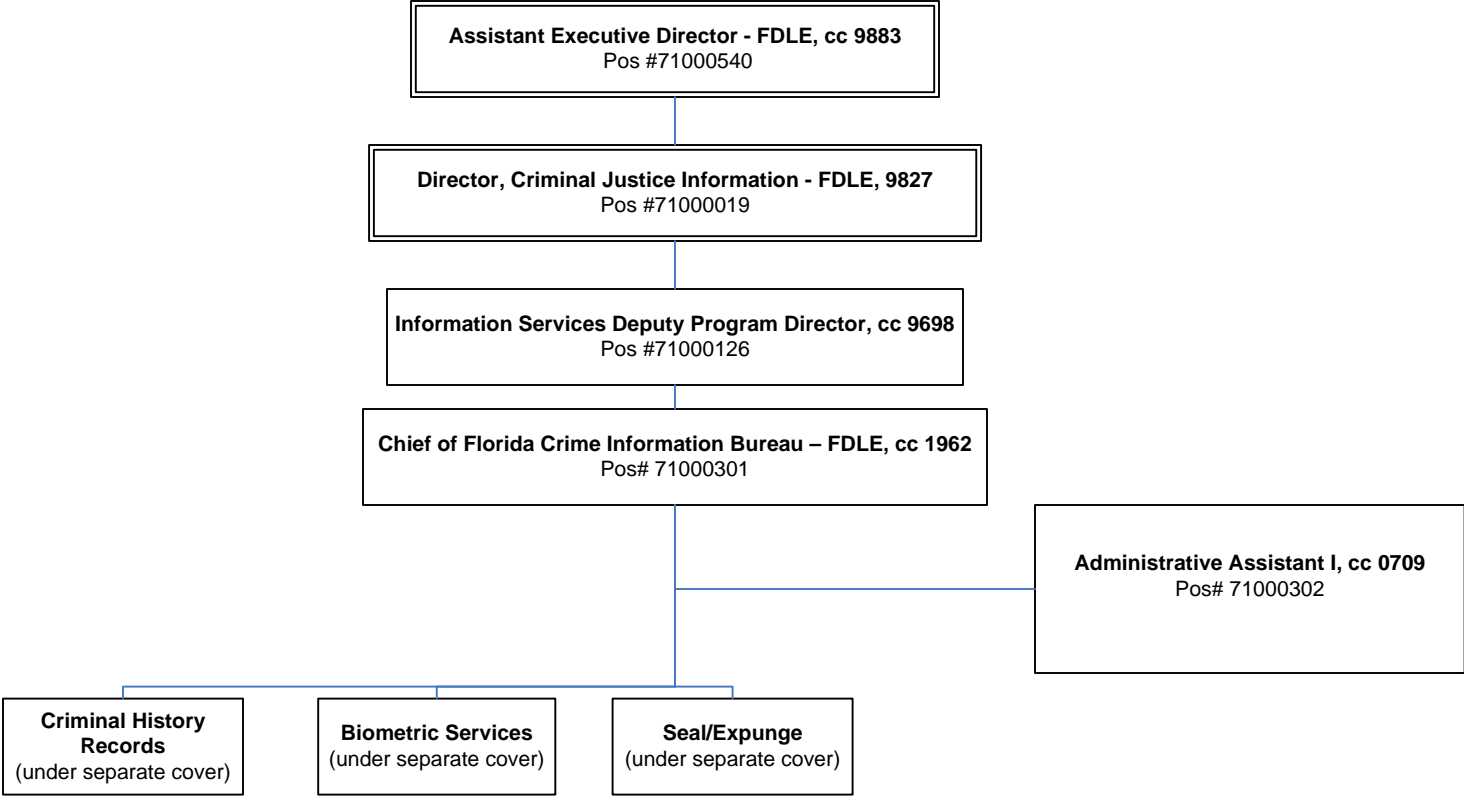 Assistant Executive Director - FDLE, cc 9883
Pos #71000540
Director, Criminal Justice Information - FDLE, 9827
Pos #71000019
Information Services Deputy Program Director, cc 9698
Pos #71000126
Chief of Florida Crime Information Bureau – FDLE, cc 1962
Pos# 71000301
Administrative Assistant I, cc 0709
Pos# 71000302
Criminal History
Records
(under separate cover)
Biometric Services
(under separate cover)
Seal/Expunge
(under separate cover)